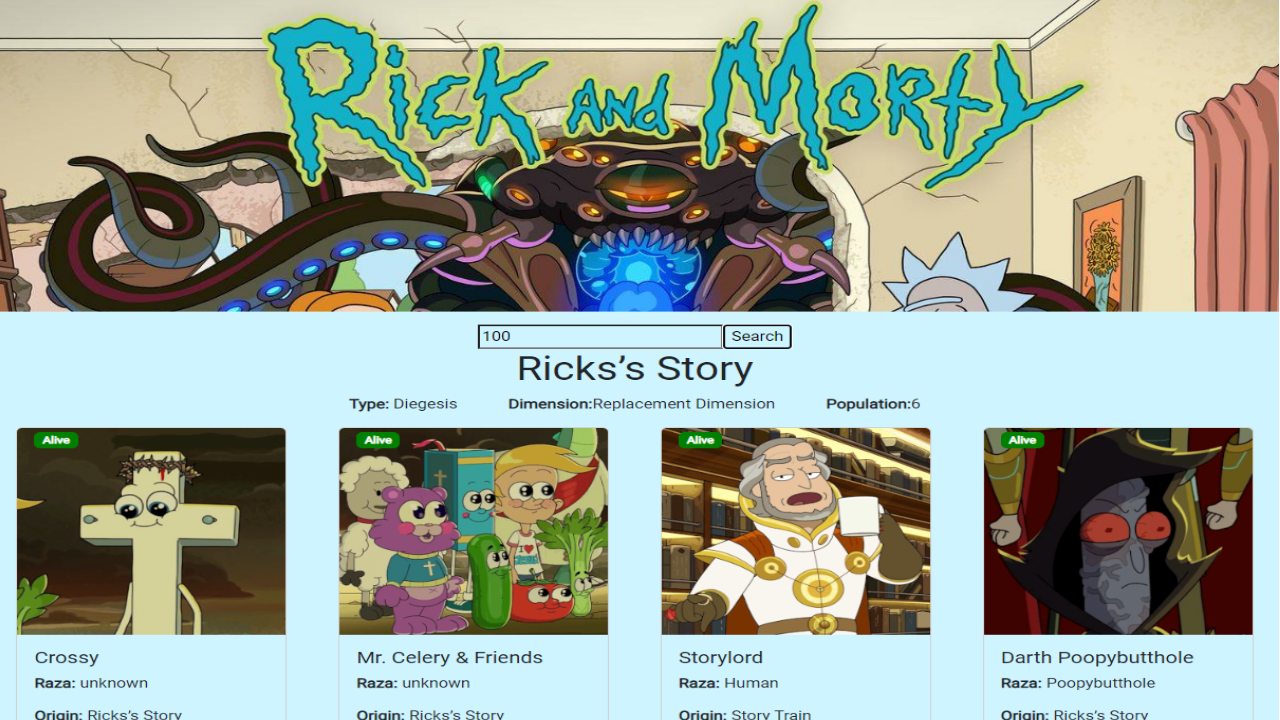 Rick and Morty
100 Search
Ricks’s Story
Type: Diegesis Dimension:Replacement Dimension Population:6
Alive Alive Alive Alive
Crossy Mr. Celery & Friends Storylord Darth Poopybutthole
Raza: unknown Raza: unknown Raza: Human Raza: Poopybutthole
Origin: Ricks’s Story Origin: Ricks’s Story Origin: Story Train Origin: Ricks’s Story